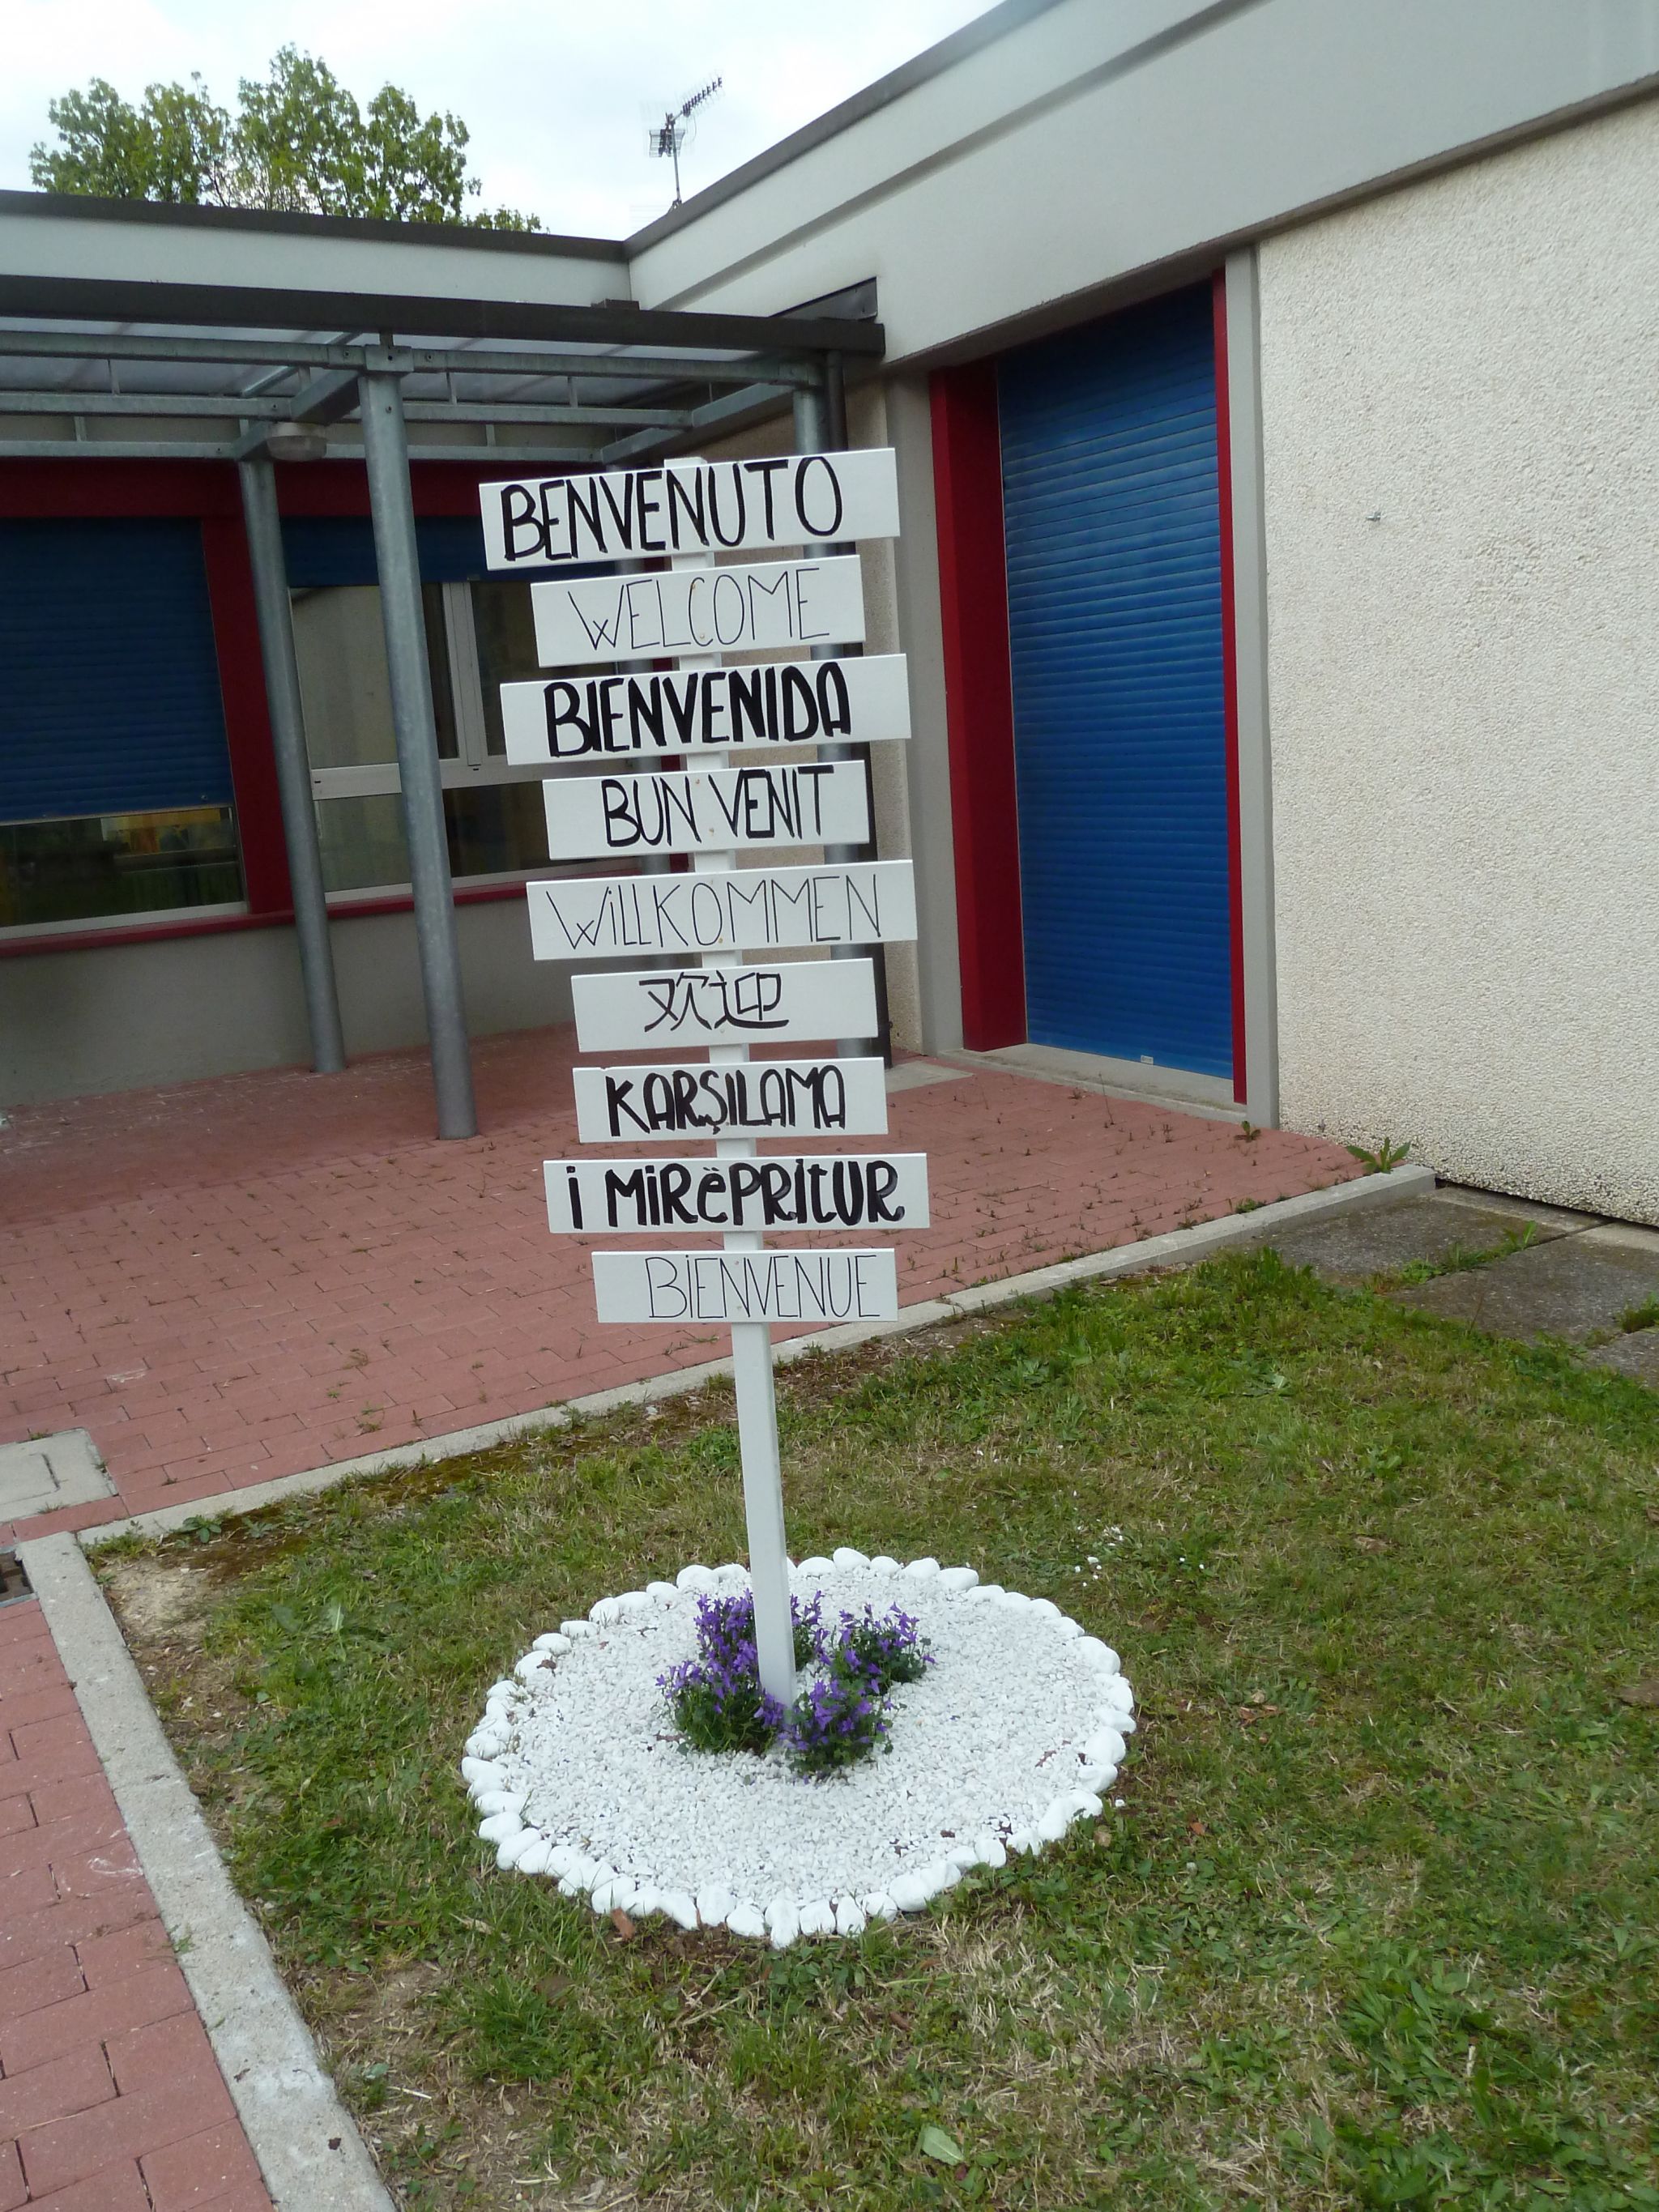 BENVENUTO
WELCOME
BIENVENIDA
BUN VENIT
WiLLKOMMEN
欢迎
KARŞILAMA
i MiRëPRItUR
BiENVENUE